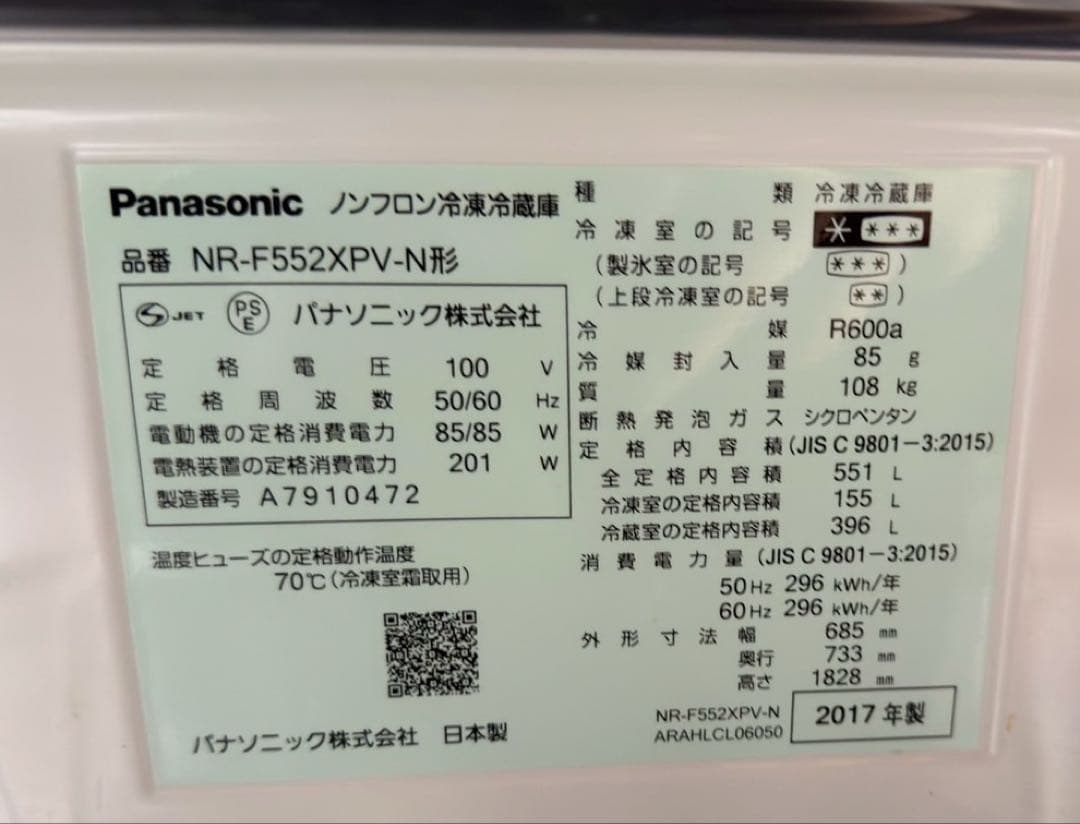 Panasonic ノンフロン冷凍冷蔵庫
品番 NR-F552XPV-N形
S JET PSE パナソニック株式会社
定格電圧 100 V
定格周波数 50/60 Hz
電動機の定格消費電力 85/85 W
電熱装置の定格消費電力 201 W
製造番号 A7910472
温度ヒューズの定格動作温度
70℃(冷凍室霜取用)
パナソニック株式会社 日本製
種類 冷凍冷蔵庫
冷凍室の記号 * ***
(製氷室の記号 ***)
(上段冷凍室の記号 **)
冷媒 R600a
冷媒封入量 85 g
質量 108 kg
断熱発泡ガス シクロペンタン
定格内容積 (JIS C 9801-3:2015)
全定格内容積 551 L
冷凍室の定格内容積 155 L
冷蔵室の定格内容積 396 L
消費電力量 (JIS C 9801-3:2015)
50Hz 296 kWh/年
60Hz 296 kWh/年
外形寸法幅 685 mm
奥行 733 mm
高さ 1828 mm
NR-F552XPV-N
ARAHLCL06050
2017年製